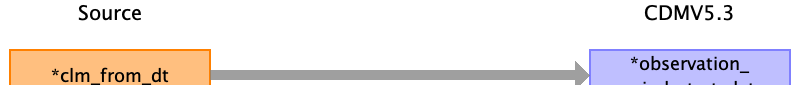 Source
CDMV5.3
*clm_from_dt
*observation_